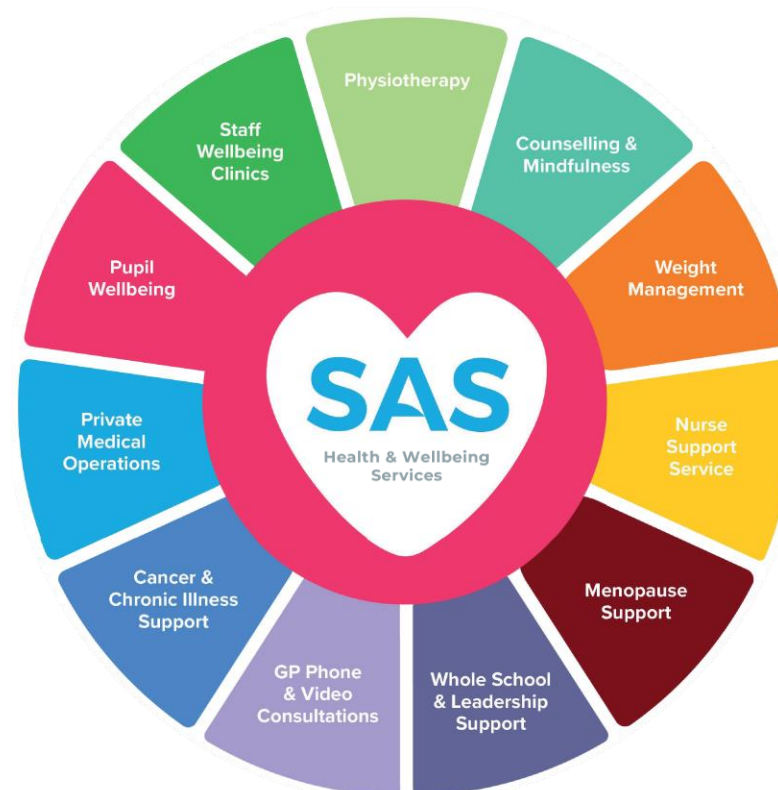 Physiotherapy
Counselling &
Mindfulness
Weight
Management
Nurse
Support
Service
Menopause
Support
Whole School
& Leadership
Support
GP Phone
& Video
Consultations
Cancer &
Chronic Illness
Support
Private
Medical
Operations
Pupil
Wellbeing
Staff
Wellbeing
Clinics
SAS
Health & Wellbeing
Services